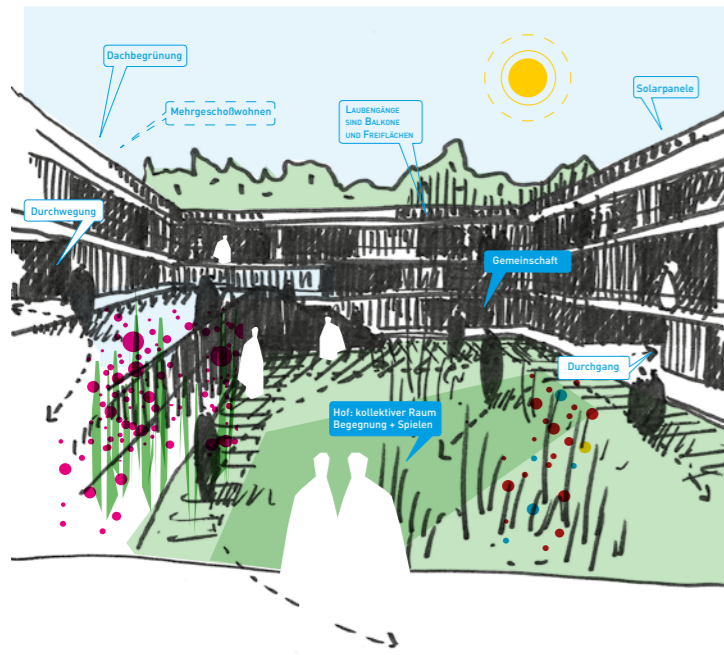 Dachbegrünung
Mehrgeschoßwohnen
Laubengänge
sind Balkone
und Freiflächen
Solarpanele
Durchwegung
Gemeinschaft
Durchgang
Hof: kollektiver Raum
Begegnung + Spielen